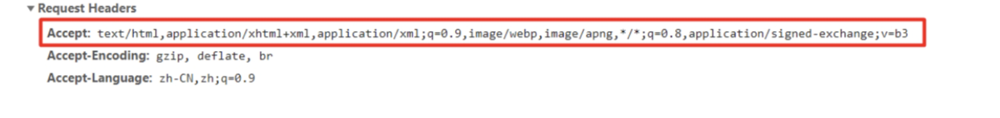 ▼ Request Headers
Accept: text/html,application/xhtml+xml,application/xml;q=0.9,image/webp,image/apng,*/*;q=0.8,application/signed-exchange;v=b3
Accept-Encoding: gzip, deflate, br
Accept-Language: zh-CN,zh;q=0.9